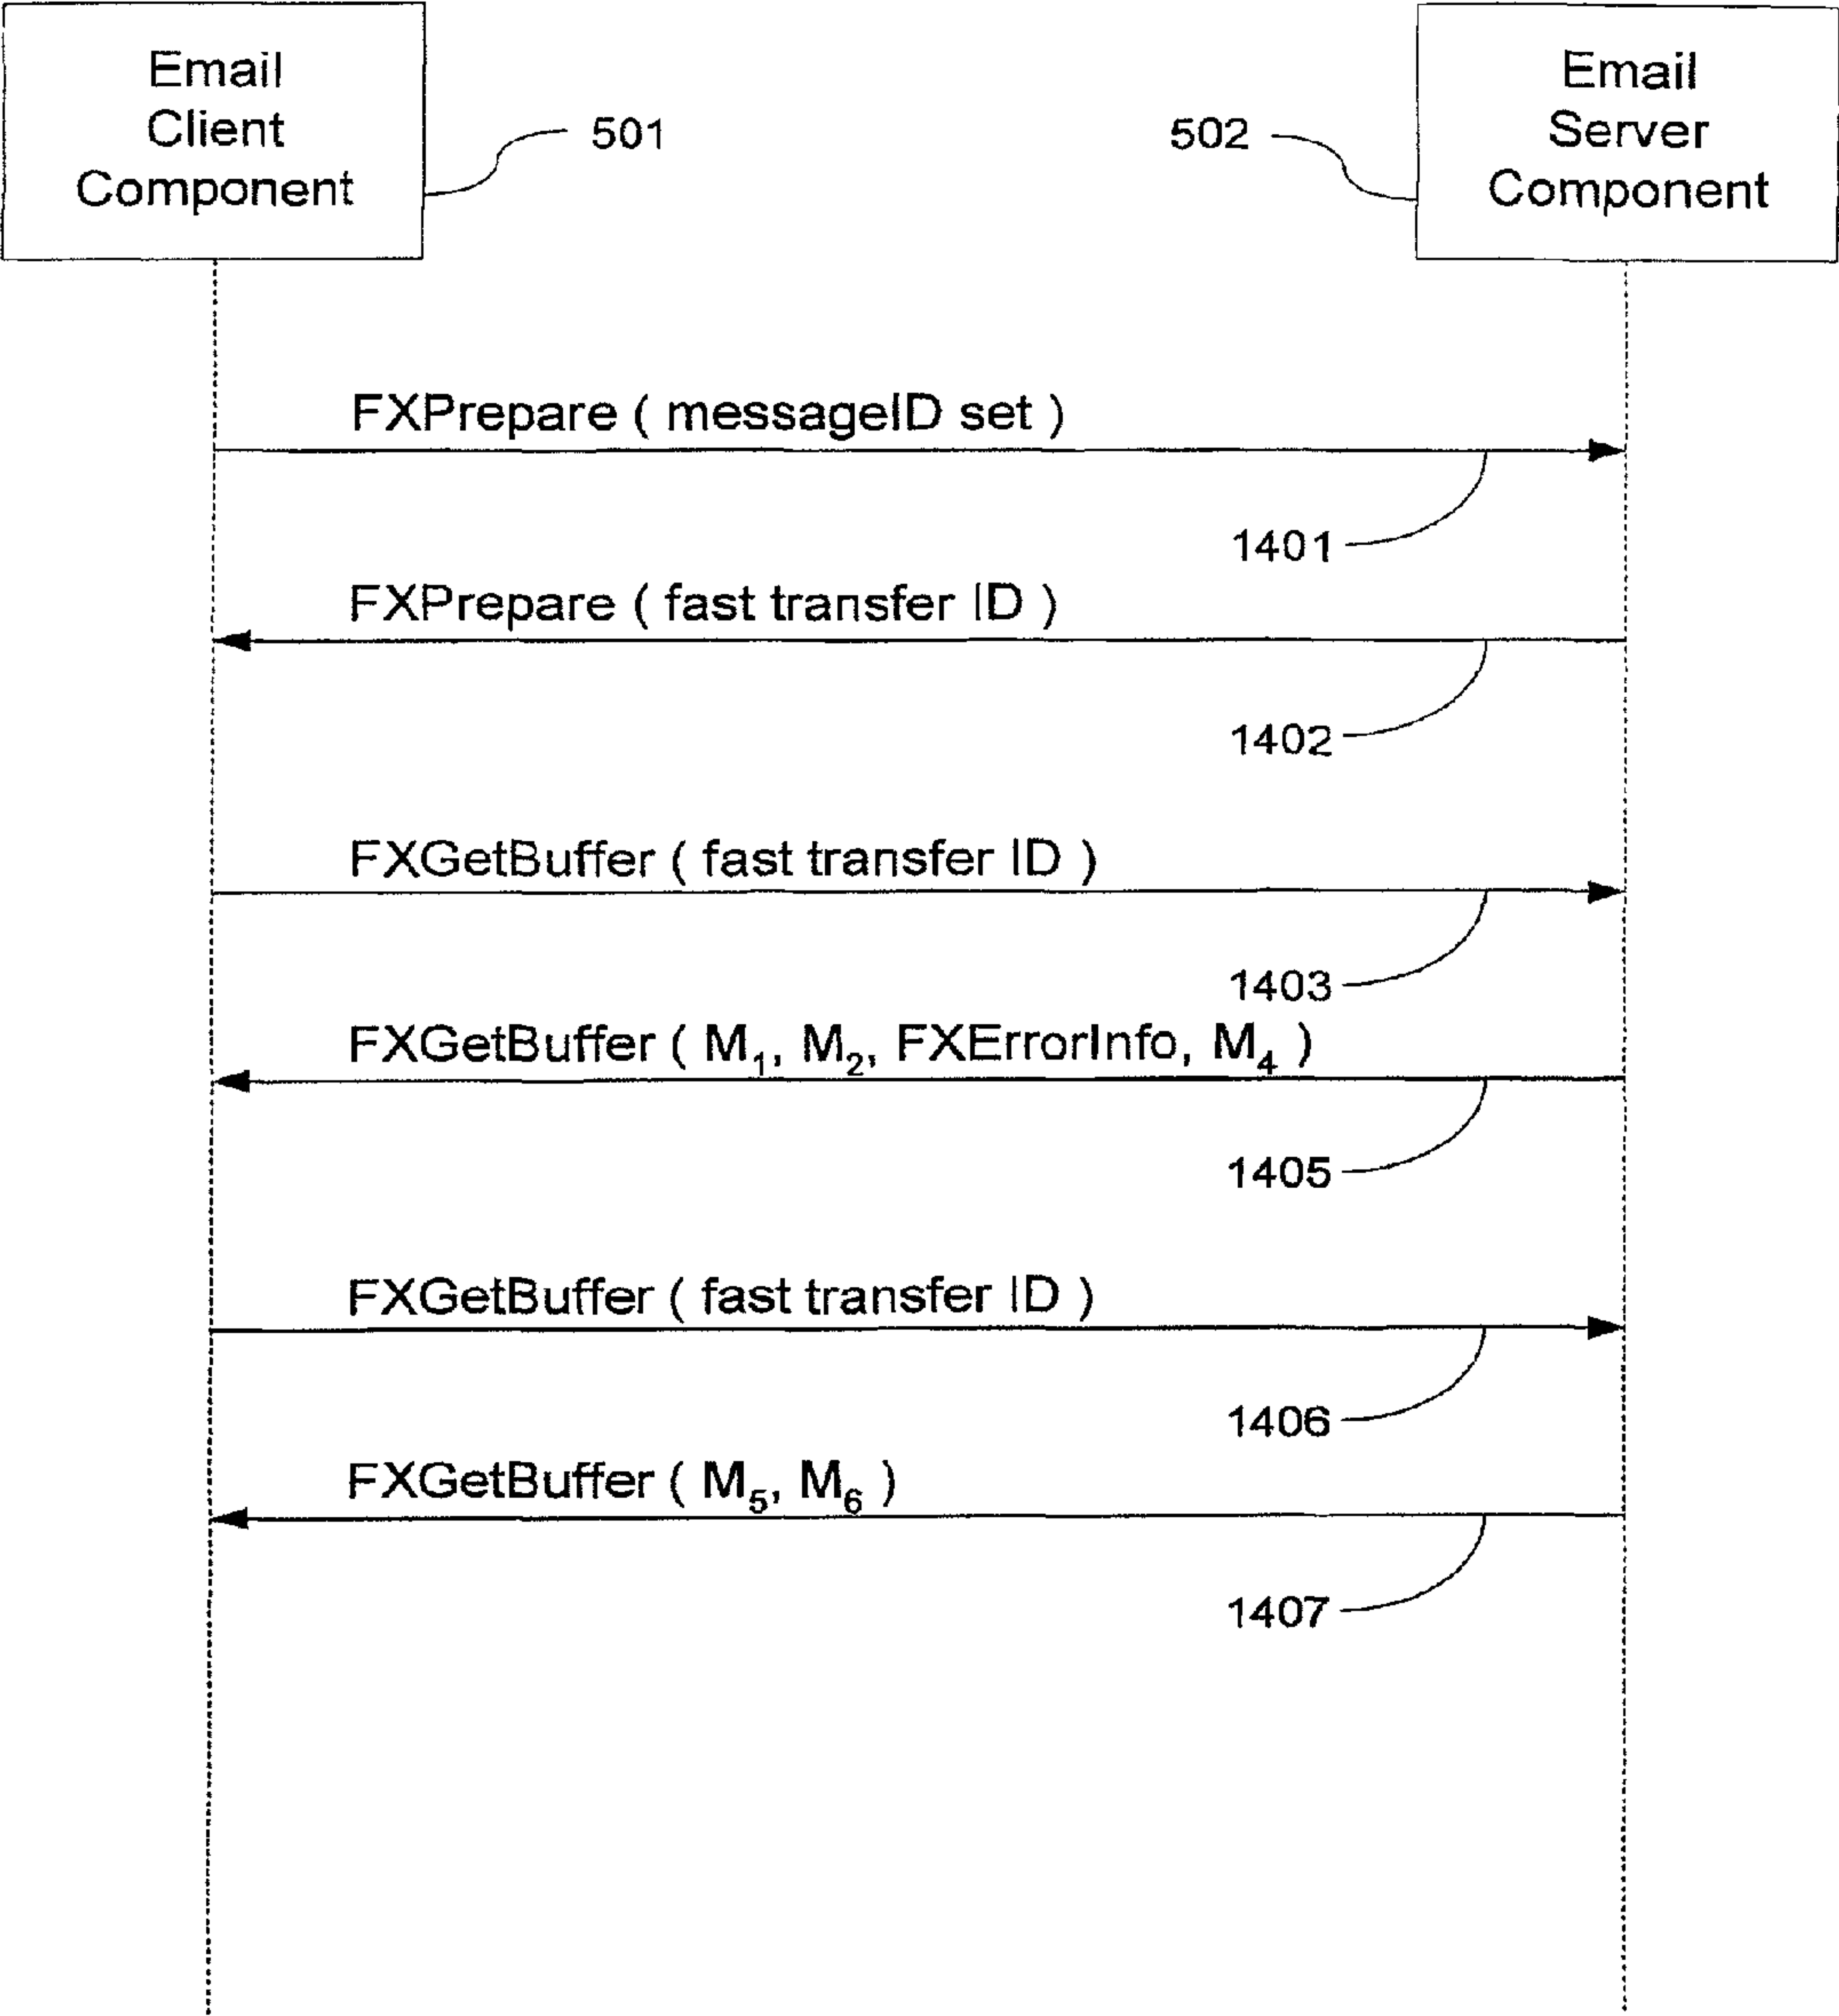 Email
Client
Component
501
502
Email
Server
Component
FXPrepare ( messageID set )
1401
FXPrepare ( fast transfer ID )
1402
FXGetBuffer ( fast transfer ID )
1403
FXGetBuffer ( M₁, M₂, FXErrorInfo, M₄ )
1405
FXGetBuffer ( fast transfer ID )
1406
FXGetBuffer ( M₅, M₆ )
1407